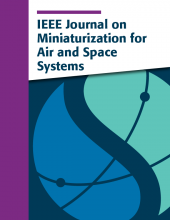 IEEE Journal on
Miniaturization for
Air and Space
Systems